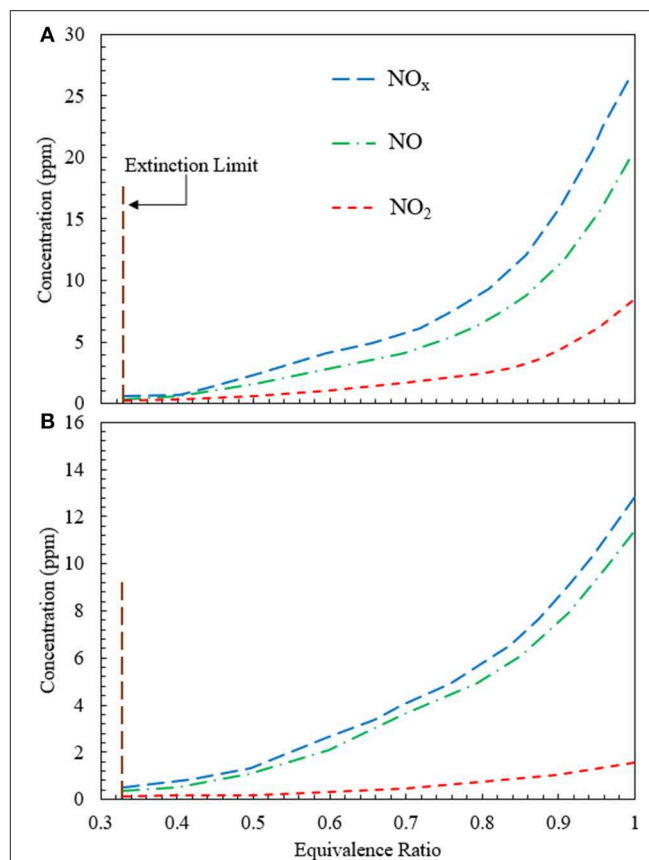 A
30
25
20
15
10
5
0
Concentration (ppm)
NOₓ
NO
NO₂
Extinction Limit
B
16
14
12
10
8
6
4
2
0
Concentration (ppm)
0.3 0.4 0.5 0.6 0.7 0.8 0.9 1
Equivalence Ratio